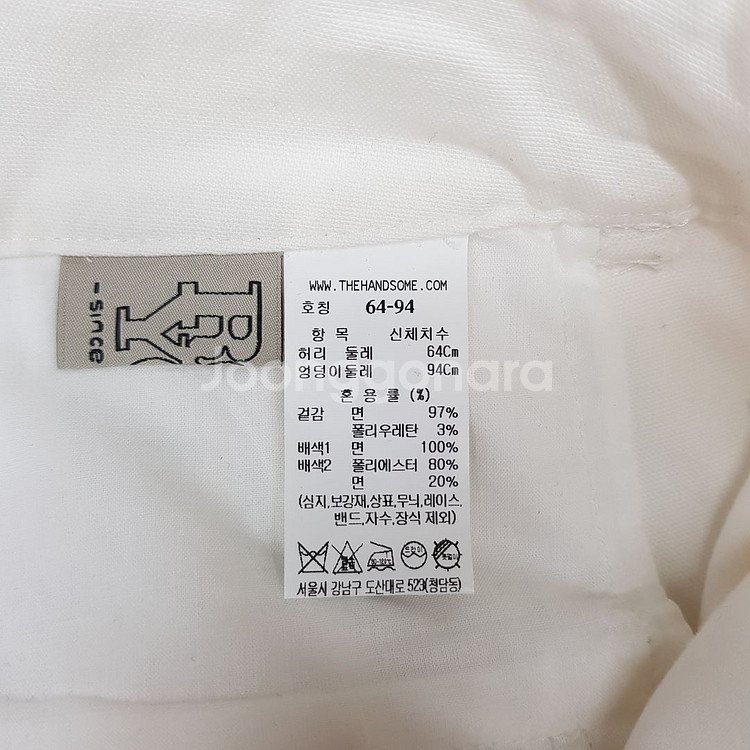 WWW.THEHANDSOME.COM
호칭 64-94
항 목 신체치수
허리 둘레 64Cm
엉덩이둘레 94Cm
혼 용 률 (%)
겉감 면 97%
폴리우레탄 3%
배색1 면 100%
배색2 폴리에스터 80%
면 20%
(심지,보강재,상표,무늬,레이스,
밴드,자수,장식 제외)
서울시 강남구 도산대로 523(청담동)
Joonggonara